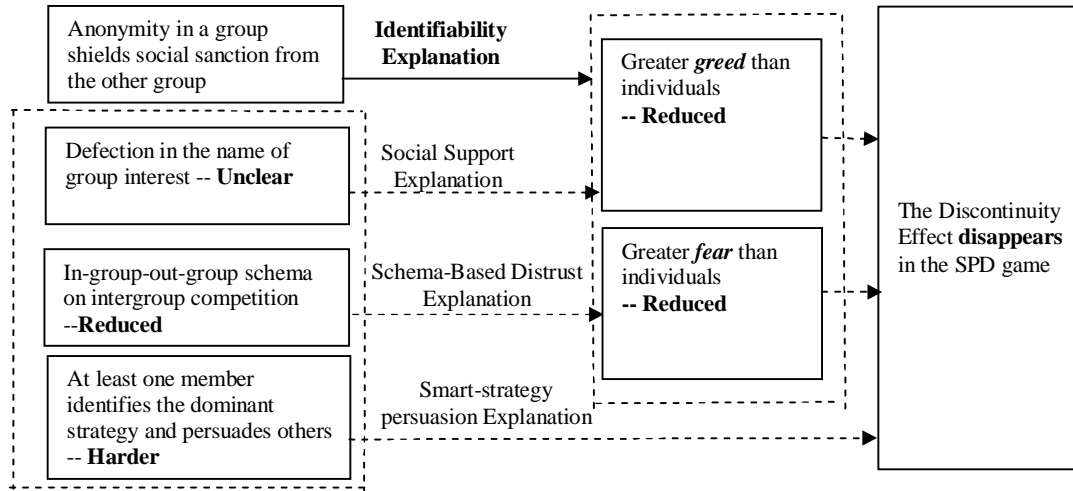 Anonymity in a group
shields social sanction from
the other group
Identifiability
Explanation
Greater greed than
individuals
-- Reduced
Defection in the name of
group interest -- Unclear
Social Support
Explanation
The Discontinuity
Effect disappears
in the SPD game
In-group-out-group schema
on intergroup competition
--Reduced
Schema-Based Distrust
Explanation
Greater fear than
individuals
-- Reduced
At least one member
identifies the dominant
strategy and persuades others
-- Harder
Smart-strategy
persuasion Explanation